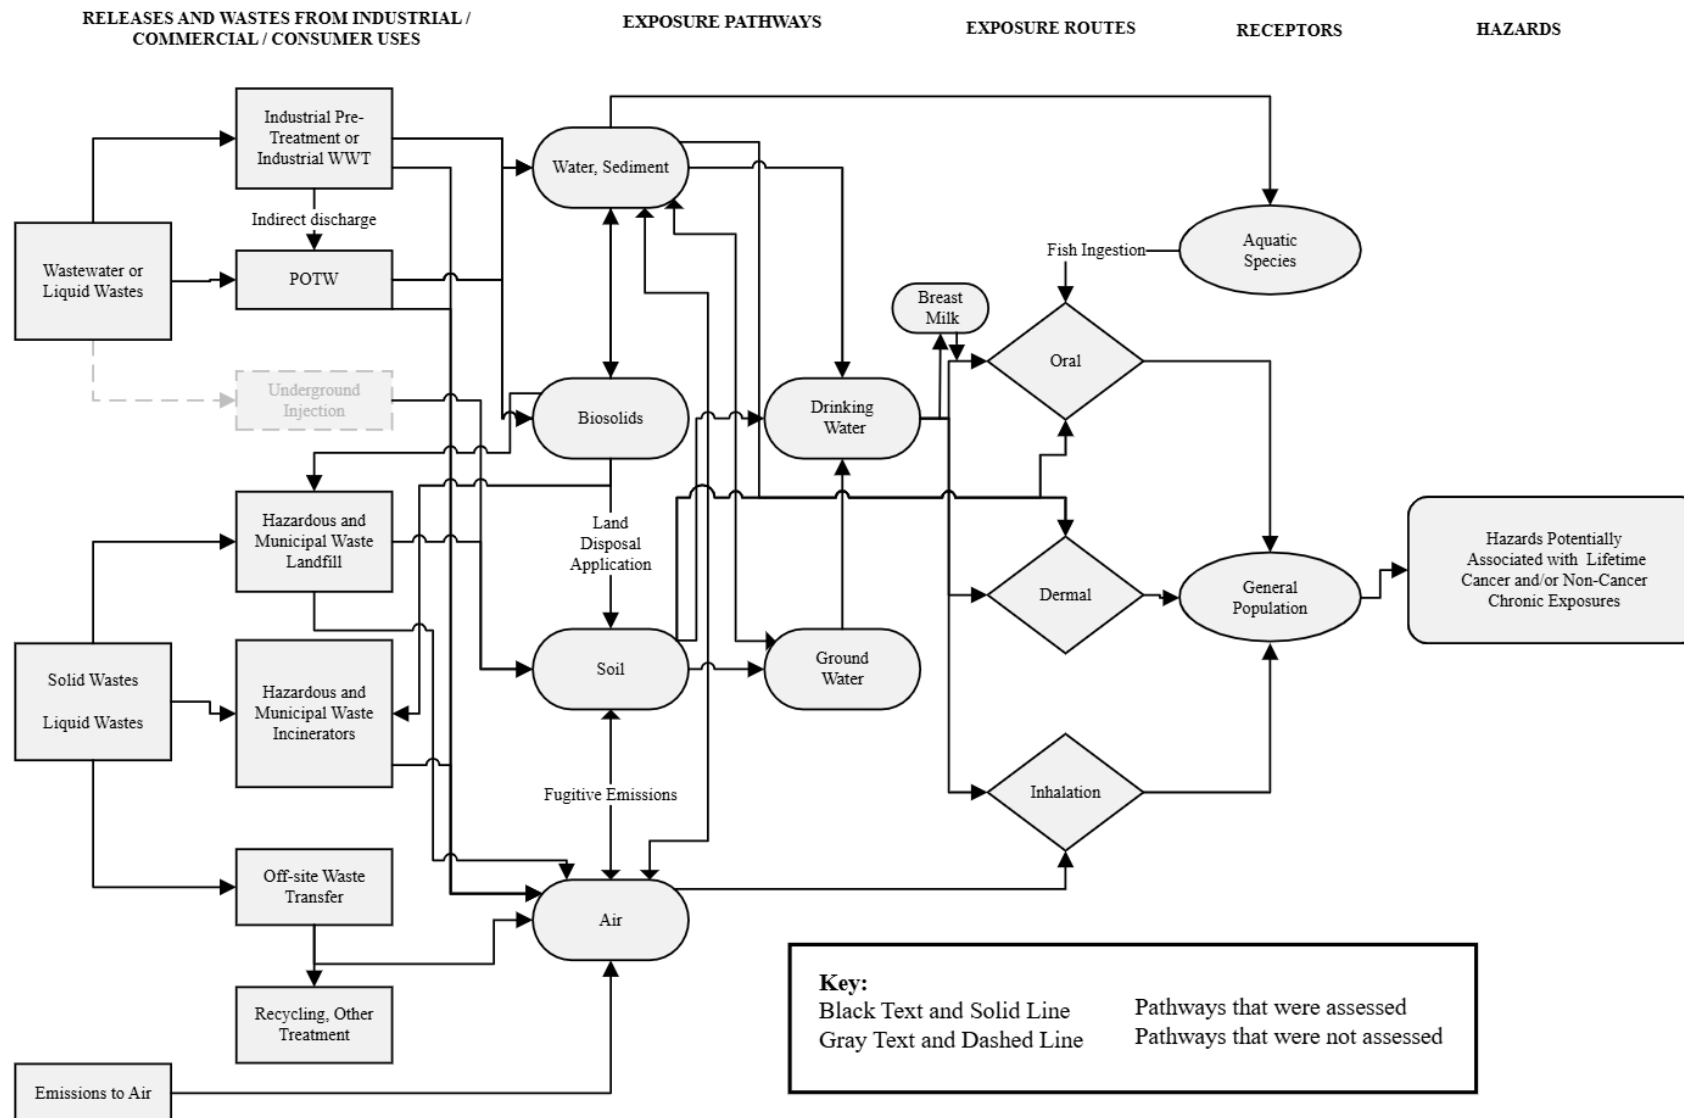 RELEASES AND WASTES FROM INDUSTRIAL /
COMMERCIAL / CONSUMER USES
EXPOSURE PATHWAYS
EXPOSURE ROUTES
RECEPTORS
HAZARDS
Industrial Pre-
Treatment or
Industrial WWT
Indirect discharge
Wastewater or
Liquid Wastes
POTW
Underground
Injection
Hazardous and
Municipal Waste
Landfill
Solid Wastes
Liquid Wastes
Hazardous and
Municipal Waste
Incinerators
Off-site Waste
Transfer
Recycling, Other
Treatment
Emissions to Air
Water, Sediment
Biosolids
Land
Disposal
Application
Soil
Fugitive Emissions
Air
Drinking
Water
Ground
Water
Breast
Milk
Fish Ingestion
Oral
Dermal
Inhalation
Aquatic
Species
General
Population
Hazards Potentially
Associated with Lifetime
Cancer and/or Non-Cancer
Chronic Exposures
Key:
Black Text and Solid Line Pathways that were assessed
Gray Text and Dashed Line Pathways that were not assessed